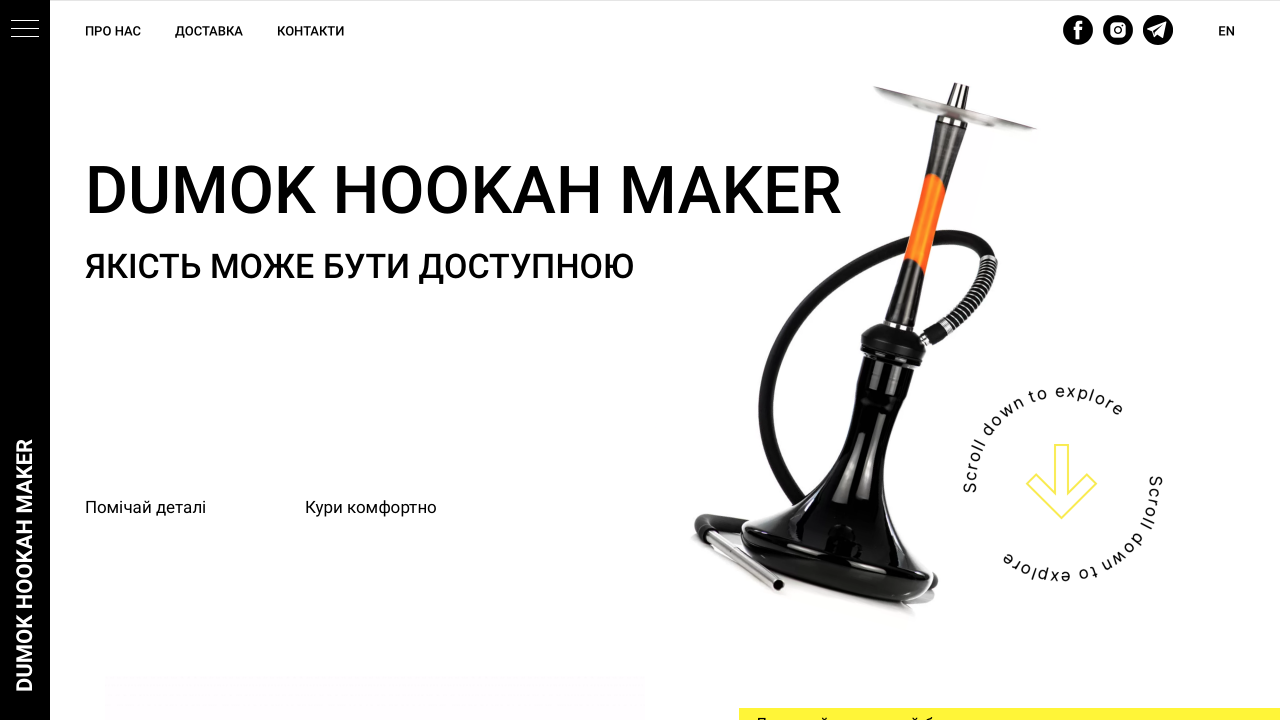 ПРО НАС
ДОСТАВКА
КОНТАКТИ
EN
DUMOK HOOKAH MAKER
ЯКІСТЬ МОЖЕ БУТИ ДОСТУПНОЮ
Scroll down to explore
Scroll down to explore
Помічай деталі
Кури комфортно
DUMOK HOOKAH MAKER